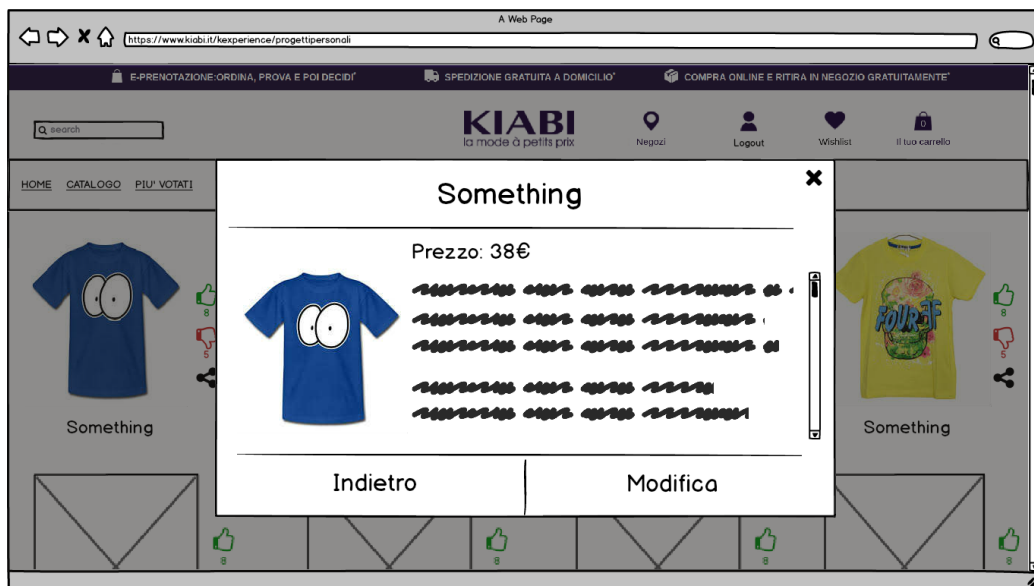 A Web Page
https://www.kiabi.it/kexperience/progettipersonali
E-PRENOTAZIONE:ORDINA, PROVA E POI DECIDI*
SPEDIZIONE GRATUITA A DOMICILIO*
COMPRA ONLINE E RITIRA IN NEGOZIO GRATUITAMENTE*
search
KIABI
la mode à petits prix
Negozi
Logout
Wishlist
0
Il tuo carrello
HOME CATALOGO PIU' VOTATI
Something
Prezzo: 38€
8
5
Something
FOUR
8
5
Something
Indietro
Modifica
8
8
8
8